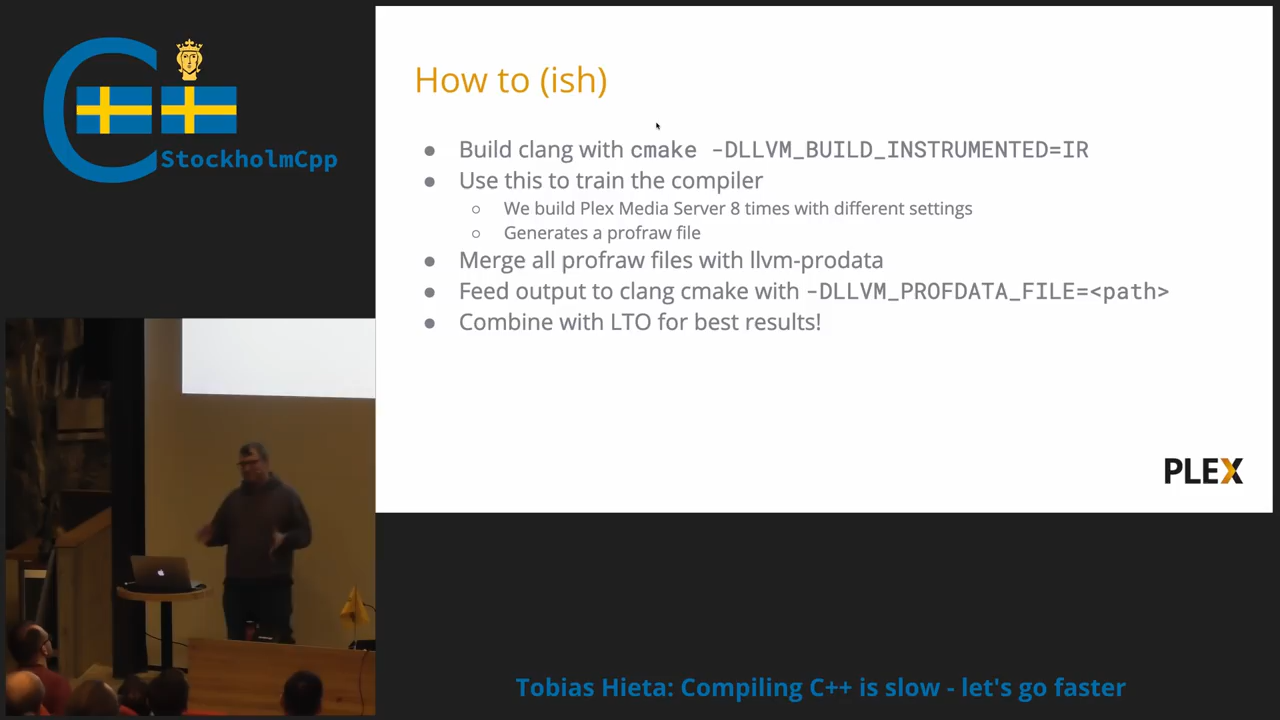 StockholmCpp
How to (ish)
Build clang with cmake -DLLVM_BUILD_INSTRUMENTED=IR
Use this to train the compiler
We build Plex Media Server 8 times with different settings
Generates a profraw file
Merge all profraw files with llvm-prodata
Feed output to clang cmake with -DLLVM_PROFDATA_FILE=<path>
Combine with LTO for best results!
PLEX
Tobias Hieta: Compiling C++ is slow - let's go faster